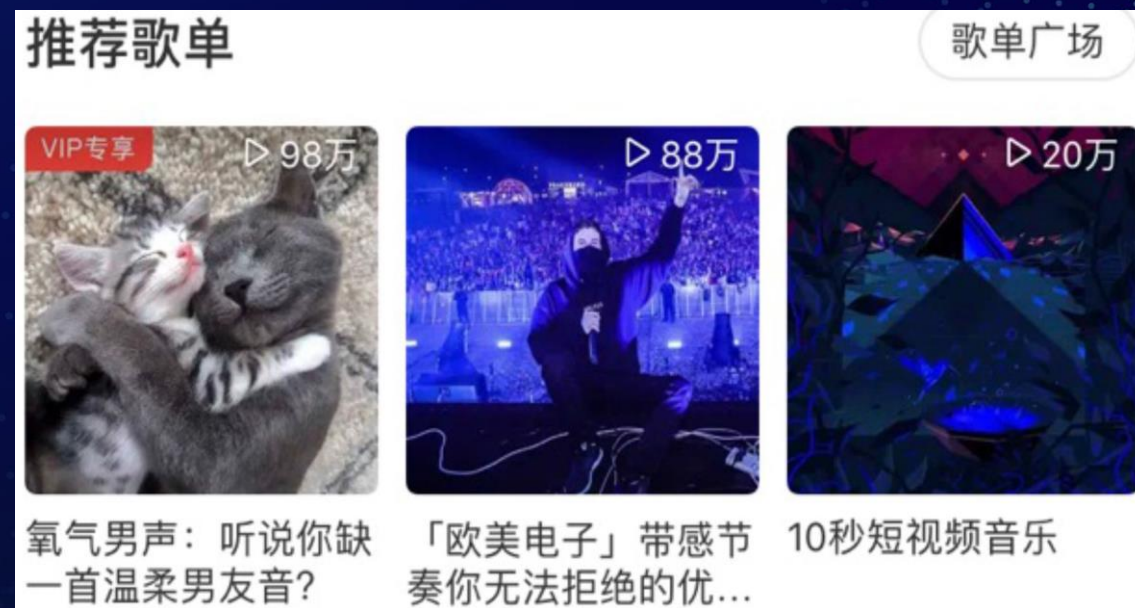 推荐歌单
歌单广场
VIP专享
98万
88万
20万
氧气男声：听说你缺
一首温柔男友音？
「欧美电子」带感节
奏你无法拒绝的优...
10秒短视频音乐